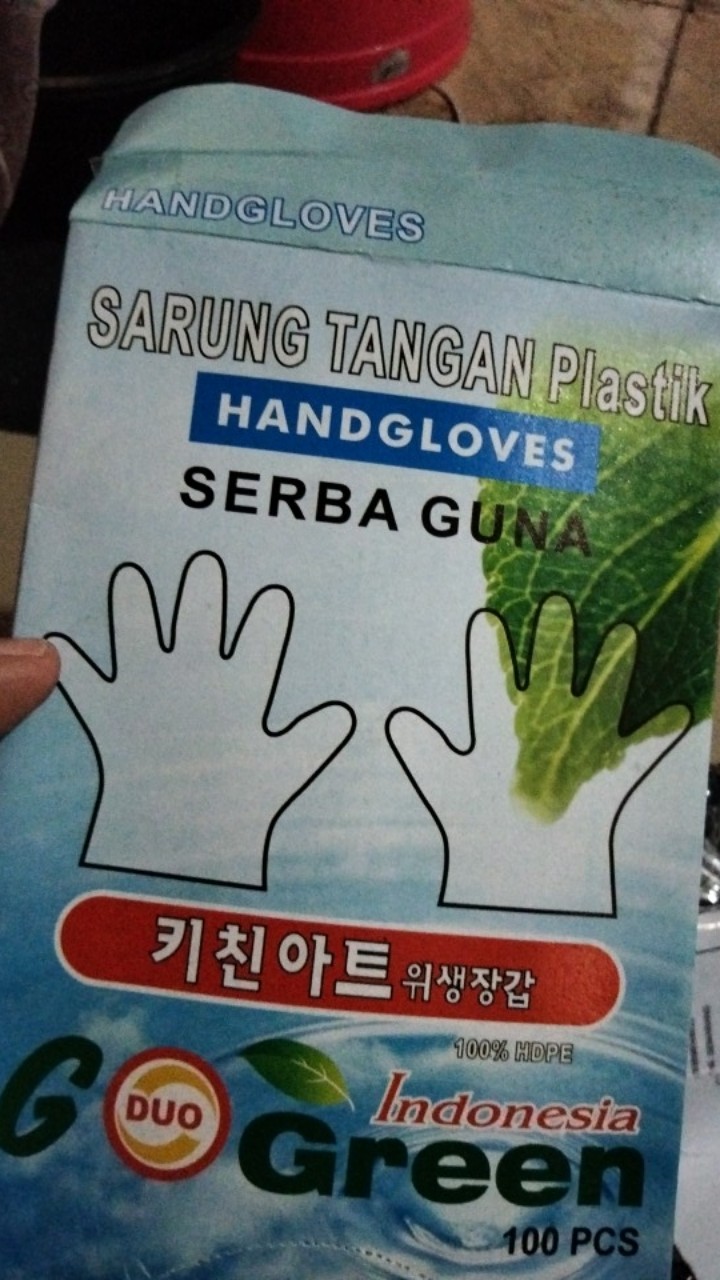 HANDGLOVES
SARUNG TANGAN Plastik
HANDGLOVES
SERBA GUNA
키친아트 위생장갑
100% HDPE
Indonesia
GO DUO Green
100 PCS